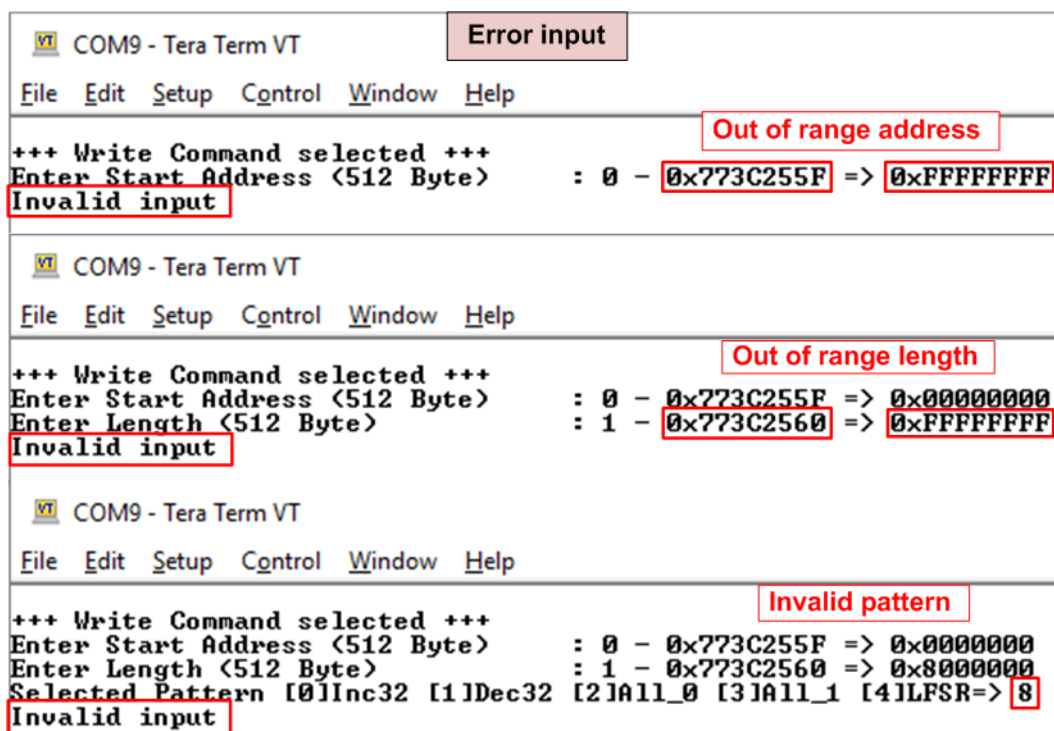 Error input
COM9 - Tera Term VT
File Edit Setup Control Window Help
Out of range address
+++ Write Command selected +++
Enter Start Address (512 Byte) : 0 - 0x773C255F => 0xFFFFFFFF
Invalid input
COM9 - Tera Term VT
File Edit Setup Control Window Help
Out of range length
+++ Write Command selected +++
Enter Start Address (512 Byte) : 0 - 0x773C255F => 0x00000000
Enter Length (512 Byte) : 1 - 0x773C2560 => 0xFFFFFFFF
Invalid input
COM9 - Tera Term VT
File Edit Setup Control Window Help
Invalid pattern
+++ Write Command selected +++
Enter Start Address (512 Byte) : 0 - 0x773C255F => 0x0000000
Enter Length (512 Byte) : 1 - 0x773C2560 => 0x8000000
Selected Pattern [0]Inc32 [1]Dec32 [2]All_0 [3]All_1 [4]LFSR=> 8
Invalid input